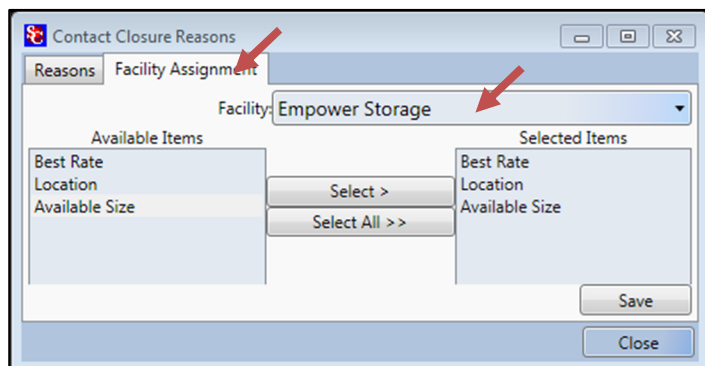 SC Contact Closure Reasons
Reasons Facility Assignment
Facility: Empower Storage
Available Items Selected Items
Best Rate Best Rate
Location Select > Location
Available Size Select All >> Available Size
Save
Close